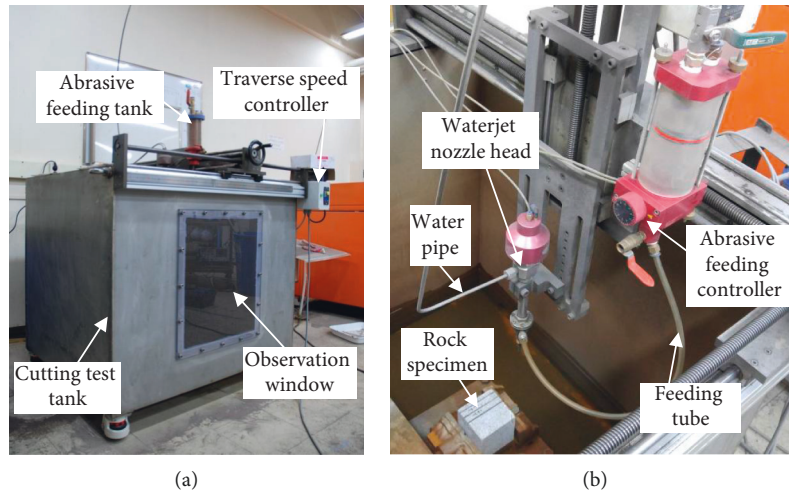 Abrasive
feeding tank
Traverse speed
controller
Cutting test
tank
Observation
window
(a)
Waterjet
nozzle head
Water
pipe
Rock
specimen
Abrasive
feeding
controller
Feeding
tube
(b)